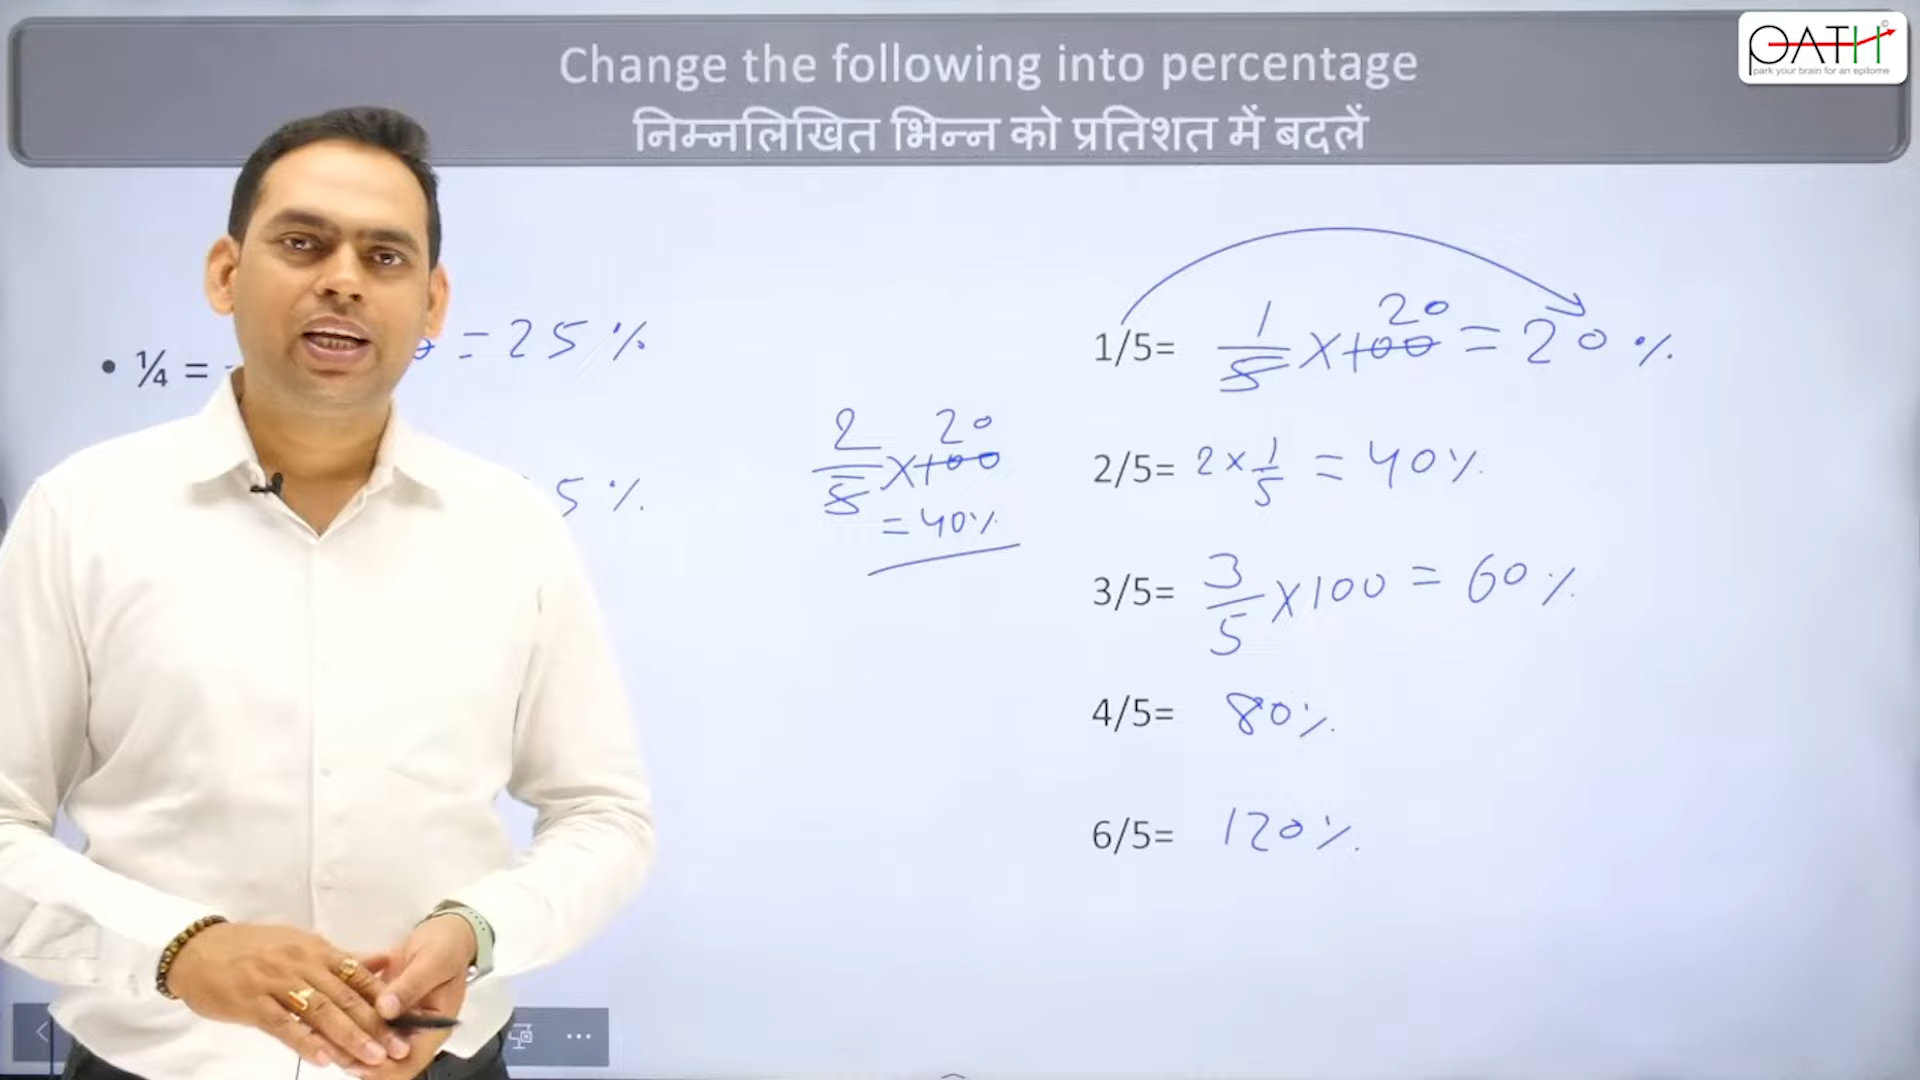 Change the following into percentage
निम्नलिखित भिन्न को प्रतिशत में बदलें
PATH
park your brain for an epitome
• ¼ =
= 25 %
5 %
2/5 × 100 20
= 40%
1/5= 1/5 × 100 20 = 20 %
2/5= 2 × 1/5 = 40%
3/5= 3/5 × 100 = 60%
4/5= 80%
6/5= 120%